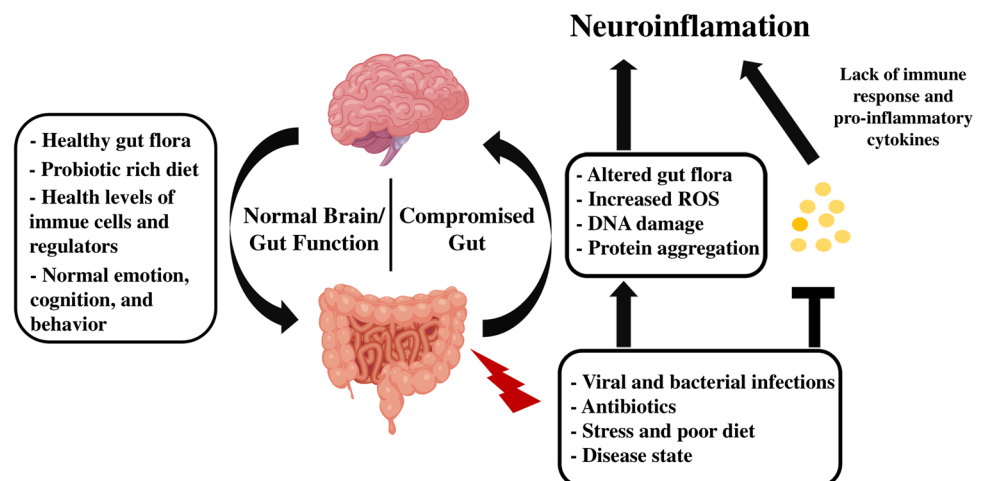 Neuroinflamation
Lack of immune
response and
pro-inflammatory
cytokines
- Healthy gut flora
- Probiotic rich diet
- Health levels of
immue cells and
regulators
- Normal emotion,
cognition, and
behavior
Normal Brain/
Gut Function
Compromised
Gut
- Altered gut flora
- Increased ROS
- DNA damage
- Protein aggregation
- Viral and bacterial infections
- Antibiotics
- Stress and poor diet
- Disease state